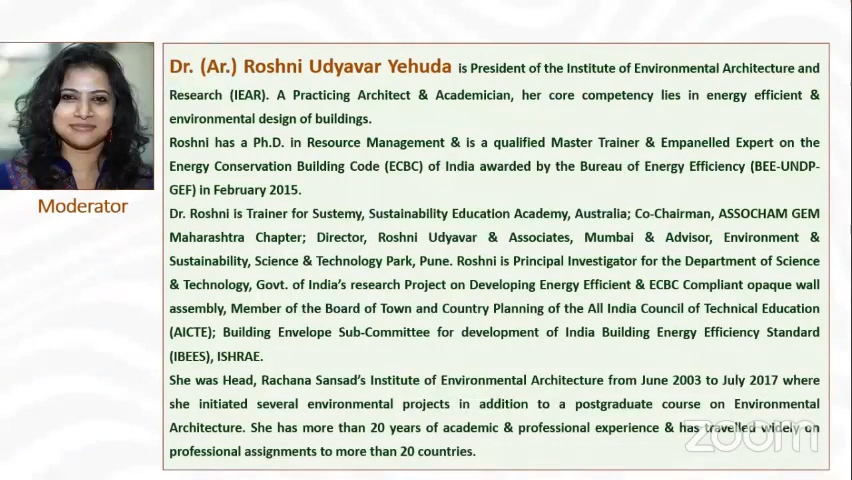 Dr. (Ar.) Roshni Udyavar Yehuda is President of the Institute of Environmental Architecture and
Research (IEAR). A Practicing Architect & Academician, her core competency lies in energy efficient &
environmental design of buildings.
Roshni has a Ph.D. in Resource Management & is a qualified Master Trainer & Empanelled Expert on the
Energy Conservation Building Code (ECBC) of India awarded by the Bureau of Energy Efficiency (BEE-UNDP-
GEF) in February 2015.
Moderator
Dr. Roshni is Trainer for Sustemy, Sustainability Education Academy, Australia; Co-Chairman, ASSOCHAM GEM
Maharashtra Chapter; Director, Roshni Udyavar & Associates, Mumbai & Advisor, Environment &
Sustainability, Science & Technology Park, Pune. Roshni is Principal Investigator for the Department of Science
& Technology, Govt. of India's research Project on Developing Energy Efficient & ECBC Compliant opaque wall
assembly, Member of the Board of Town and Country Planning of the All India Council of Technical Education
(AICTE); Building Envelope Sub-Committee for development of India Building Energy Efficiency Standard
(IBEES), ISHRAE.
She was Head, Rachana Sansad's Institute of Environmental Architecture from June 2003 to July 2017 where
she initiated several environmental projects in addition to a postgraduate course on Environmental
Architecture. She has more than 20 years of academic & professional experience & has travelled widely on
professional assignments to more than 20 countries.
zoom